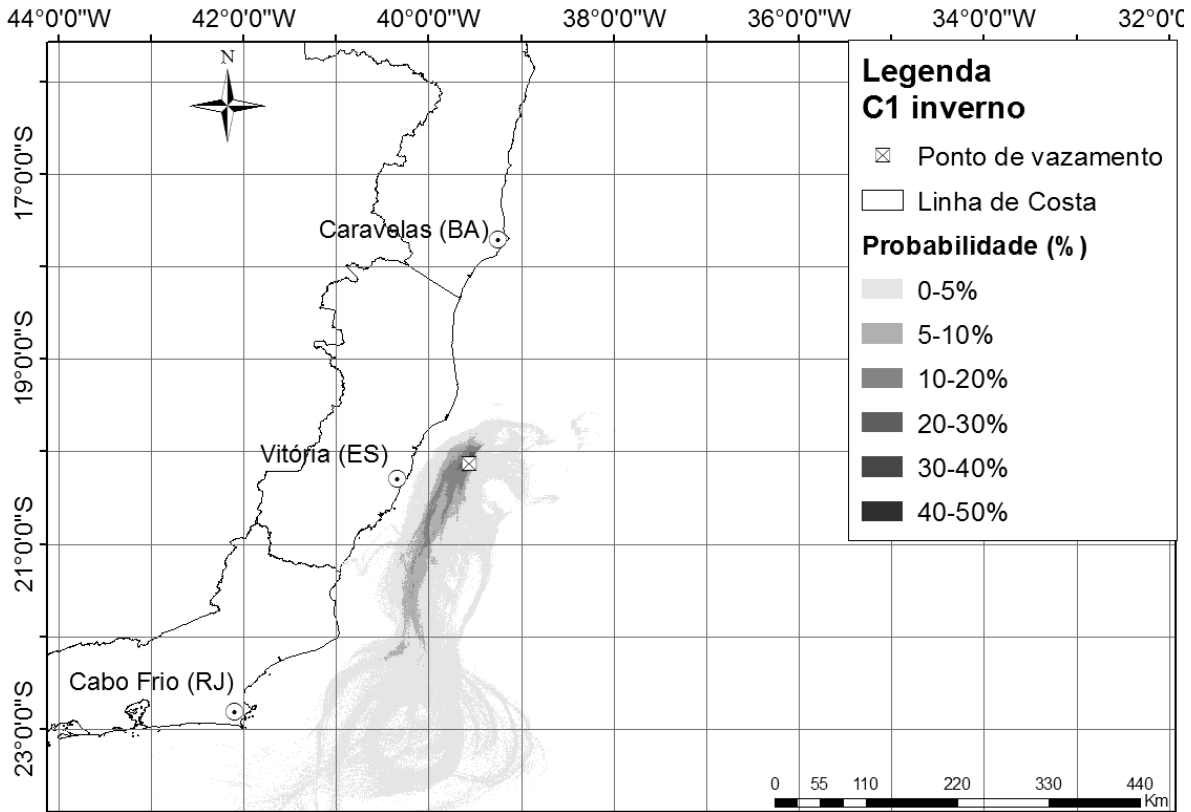 44°0'0"W 42°0'0"W 40°0'0"W 38°0'0"W 36°0'0"W 34°0'0"W 32°0'0
N
Legenda
C1 inverno
Ponto de vazamento
Linha de Costa
Probabilidade (%)
0-5%
5-10%
10-20%
20-30%
30-40%
40-50%
17°0'0"S
Caravelas (BA)
19°0'0"S
Vitória (ES)
21°0'0"S
Cabo Frio (RJ)
23°0'0"S
0 55 110 220 330 440
Km